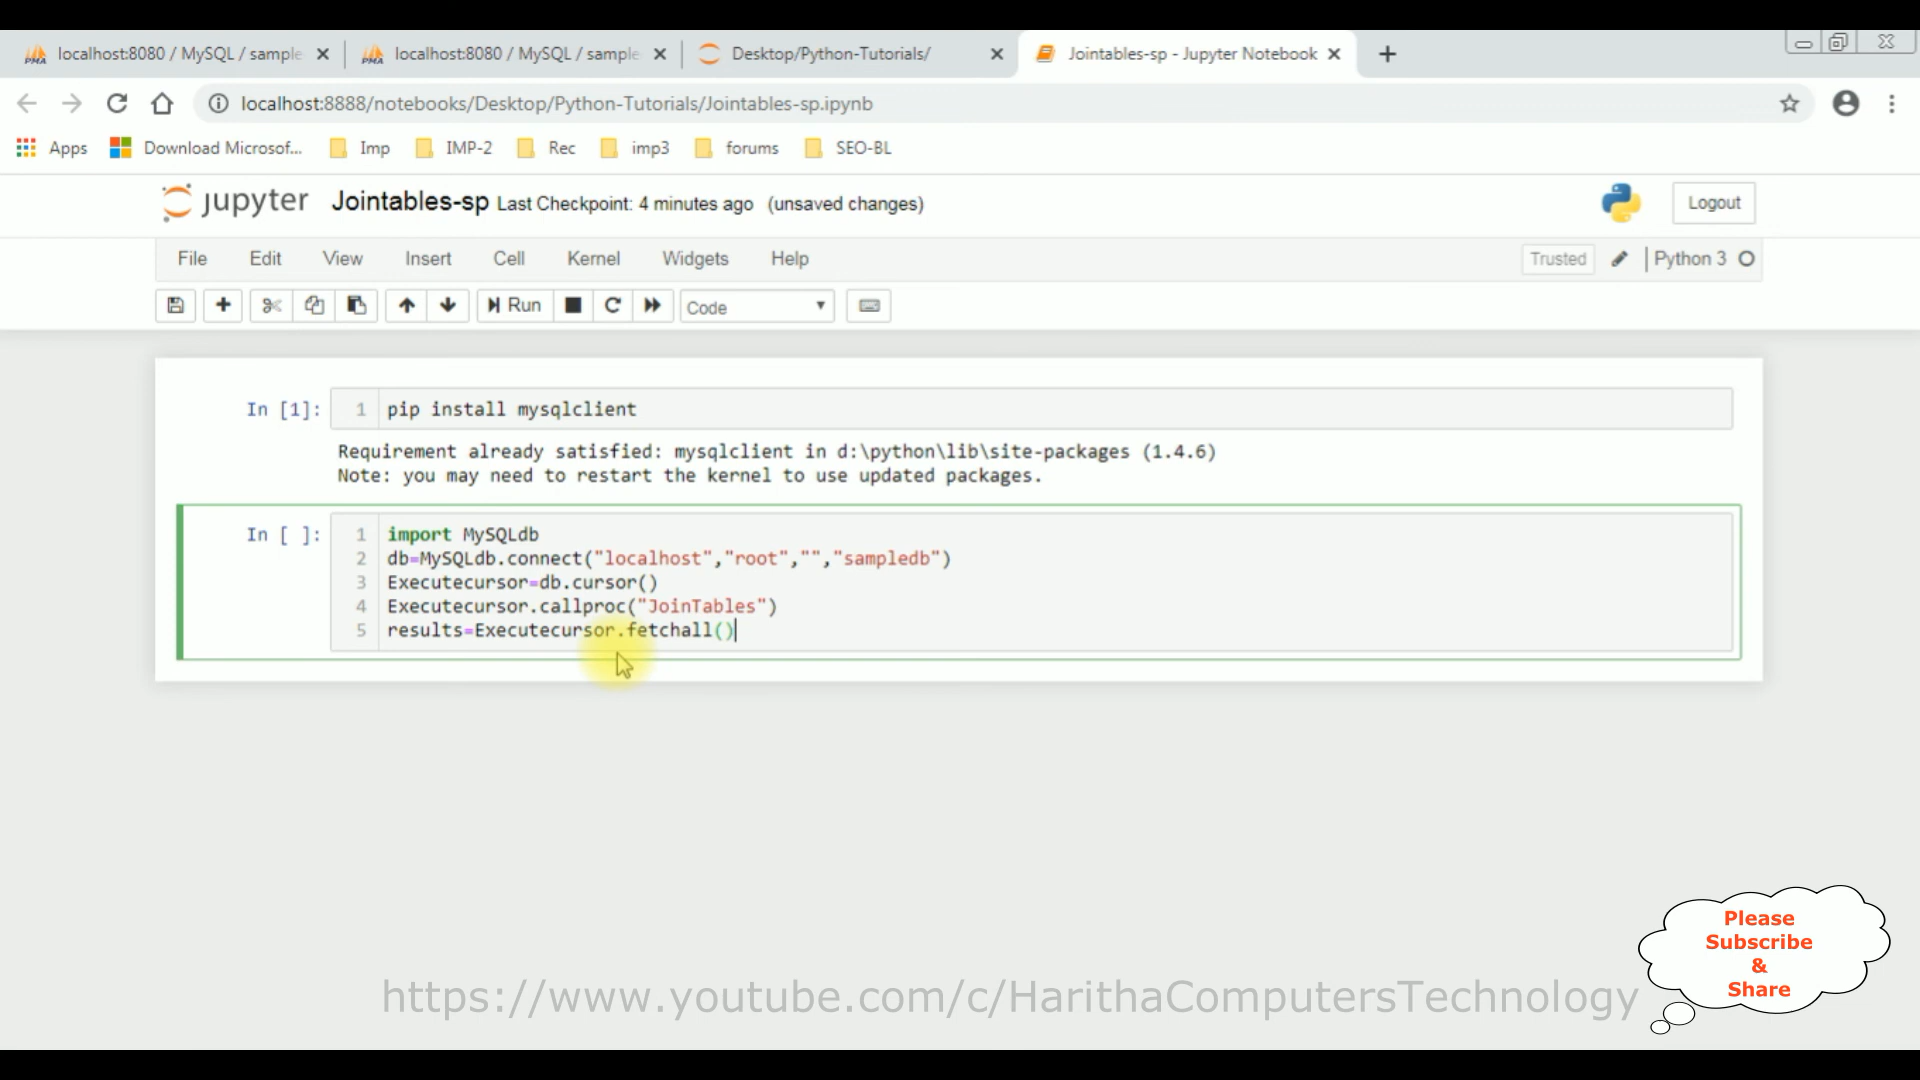 localhost:8080 / MySQL / sample
localhost:8080 / MySQL / sample
Desktop/Python-Tutorials/
Jointables-sp - Jupyter Notebook
localhost:8888/notebooks/Desktop/Python-Tutorials/Jointables-sp.ipynb
Apps
Download Microsof...
Imp
IMP-2
Rec
imp3
forums
SEO-BL
jupyter
Jointables-sp Last Checkpoint: 4 minutes ago (unsaved changes)
Logout
File Edit View Insert Cell Kernel Widgets Help
Trusted
Python 3
Run
Code
In [1]:
1 pip install mysqlclient
Requirement already satisfied: mysqlclient in d:\python\lib\site-packages (1.4.6)
Note: you may need to restart the kernel to use updated packages.
In [ ]:
1 import MySQLdb
2 db=MySQLdb.connect("localhost","root","","sampledb")
3 Executecursor=db.cursor()
4 Executecursor.callproc("JoinTables")
5 results=Executecursor.fetchall()
Please
Subscribe
&
Share
https://www.youtube.com/c/HarithaComputersTechnology